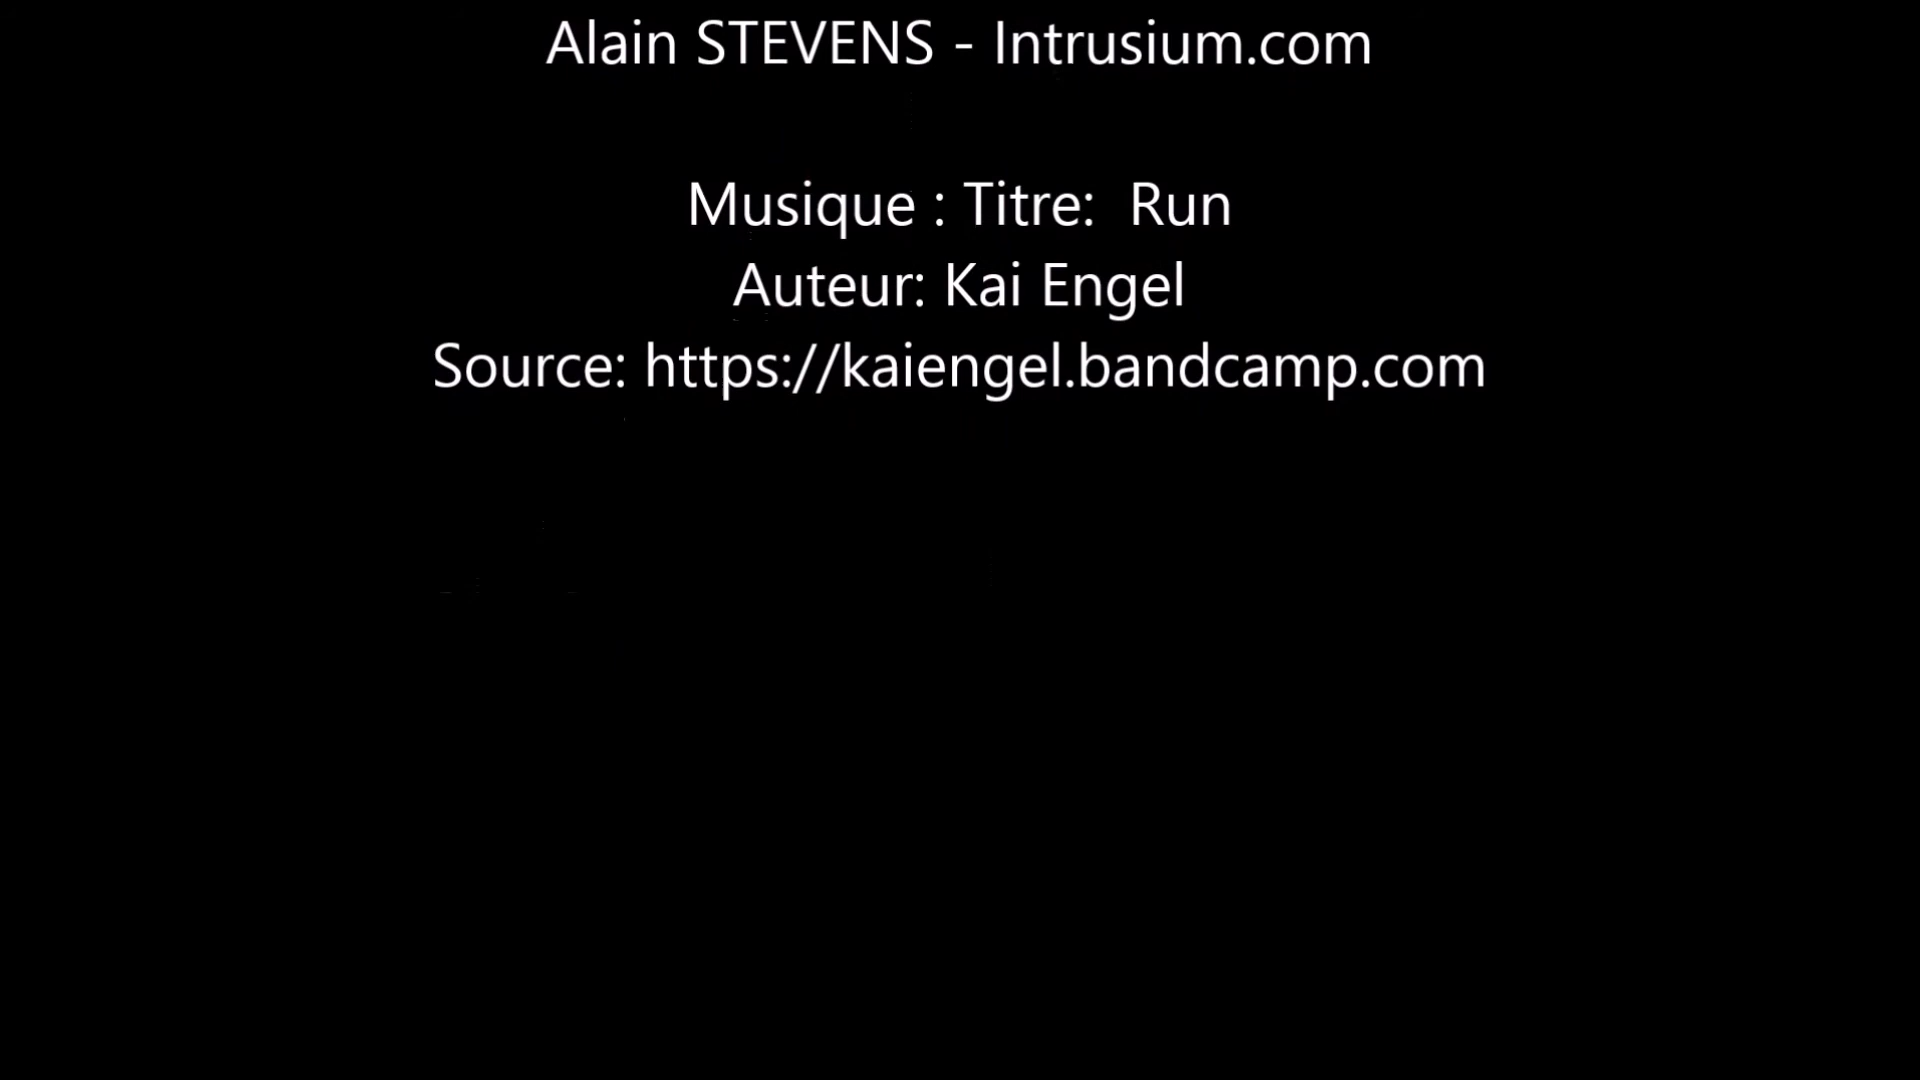 Alain STEVENS - Intrusium.com
Musique : Titre:  Run
Auteur: Kai Engel
Source: https://kaiengel.bandcamp.com